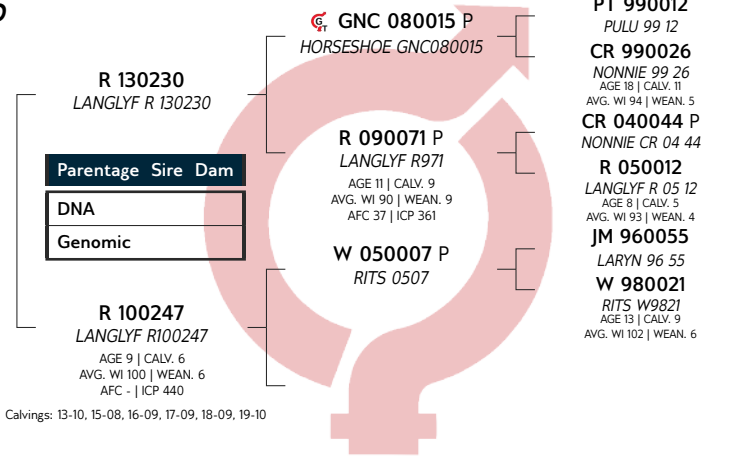 PT 990012
PULU 99 12
GNC 080015 P
HORSESHOE GNC080015
CR 990026
NONNIE 99 26
AGE 18 | CALV. 11
AVG. WI 94 | WEAN. 5
R 130230
LANGLYF R 130230
CR 040044 P
NONNIE CR 04 44
R 090071 P
LANGLYF R971
AGE 11 | CALV. 9
AVG. WI 90 | WEAN. 9
AFC 37 | ICP 361
R 050012
LANGLYF R 05 12
AGE 8 | CALV. 5
AVG. WI 93 | WEAN. 4
Parentage Sire Dam
DNA
Genomic
JM 960055
LARYN 96 55
W 050007 P
RITS 0507
W 980021
RITS W9821
AGE 13 | CALV. 9
AVG. WI 102 | WEAN. 6
R 100247
LANGLYF R100247
AGE 9 | CALV. 6
AVG. WI 100 | WEAN. 6
AFC - | ICP 440
Calvings: 13-10, 15-08, 16-09, 17-09, 18-09, 19-10